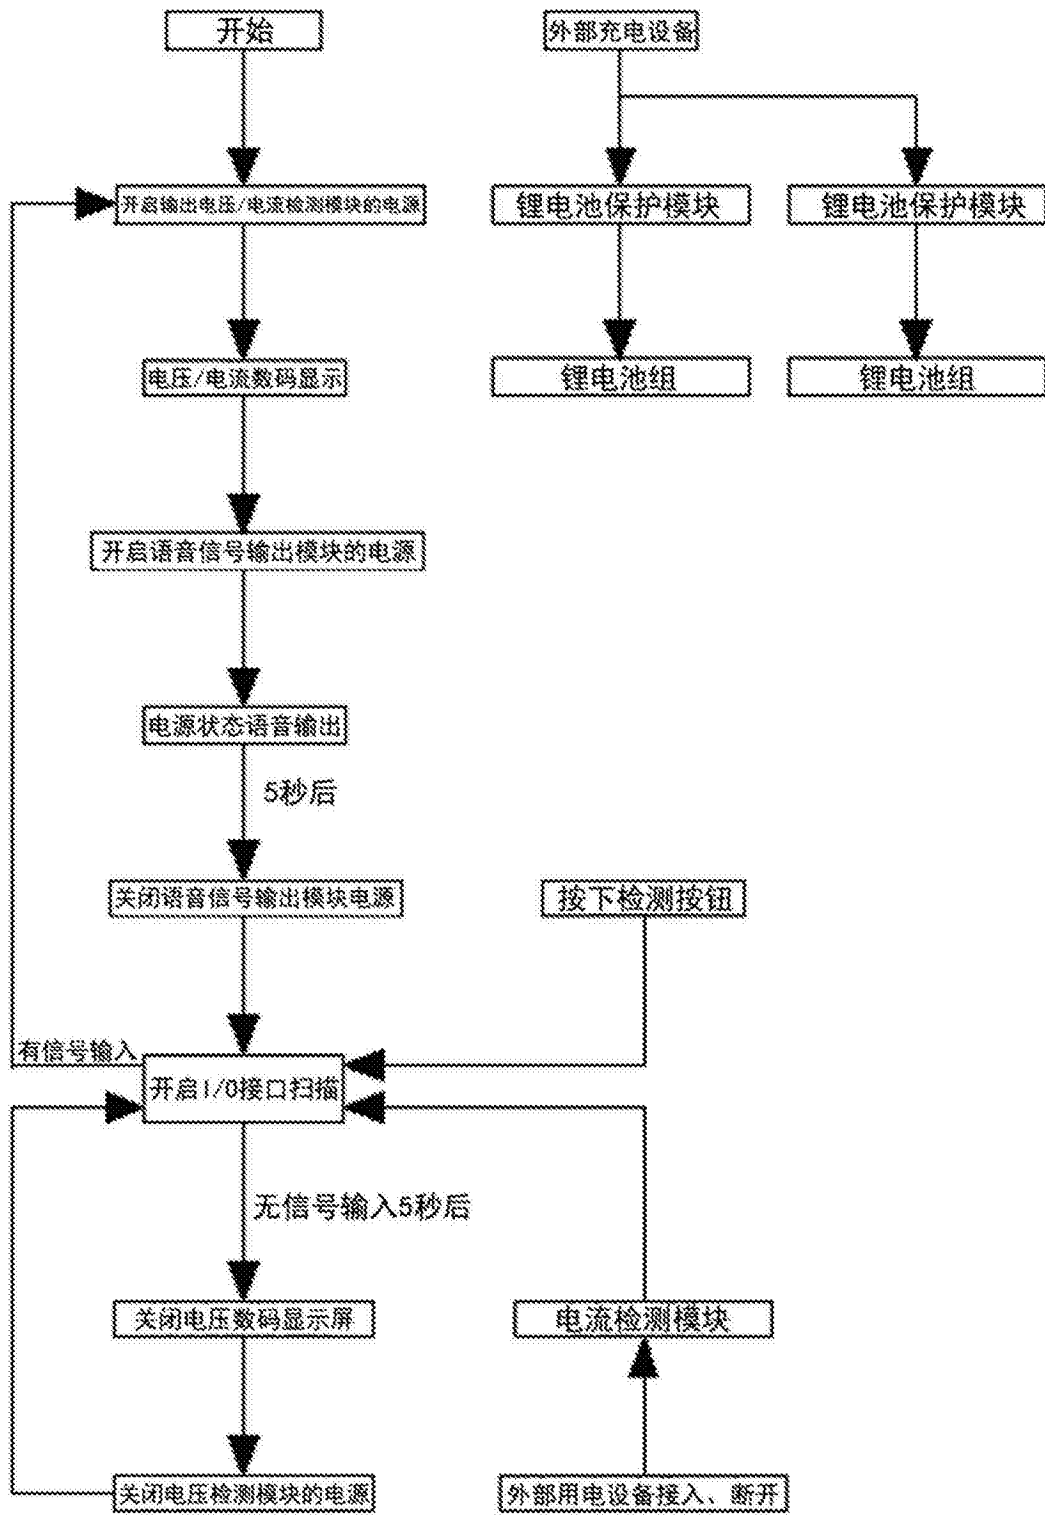 开始
外部充电设备
开启输出电压/电流检测模块的电源
锂电池保护模块
锂电池保护模块
电压/电流数码显示
锂电池组
锂电池组
开启语音信号输出模块的电源
电源状态语音输出
5秒后
关闭语音信号输出模块电源
按下检测按钮
有信号输入
开启I/O接口扫描
无信号输入5秒后
关闭电压数码显示屏
电流检测模块
关闭电压检测模块的电源
外部用电设备接入、断开